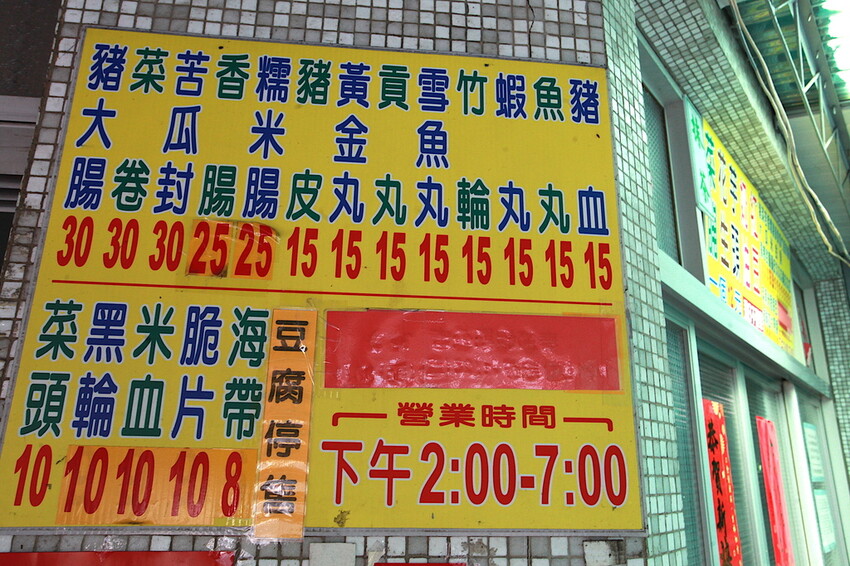 豬大腸 30
菜卷 30
苦瓜封 30
香腸 25
糯米腸 25
豬皮 15
黃金丸 15
貢丸 15
雪魚丸 15
竹輪 15
蝦丸 15
魚丸 15
豬血 15
菜頭 10
黑輪 10
米血 10
脆片 10
海帶 8
豆腐停售
營業時間
下午2:00-7:00
恭賀新